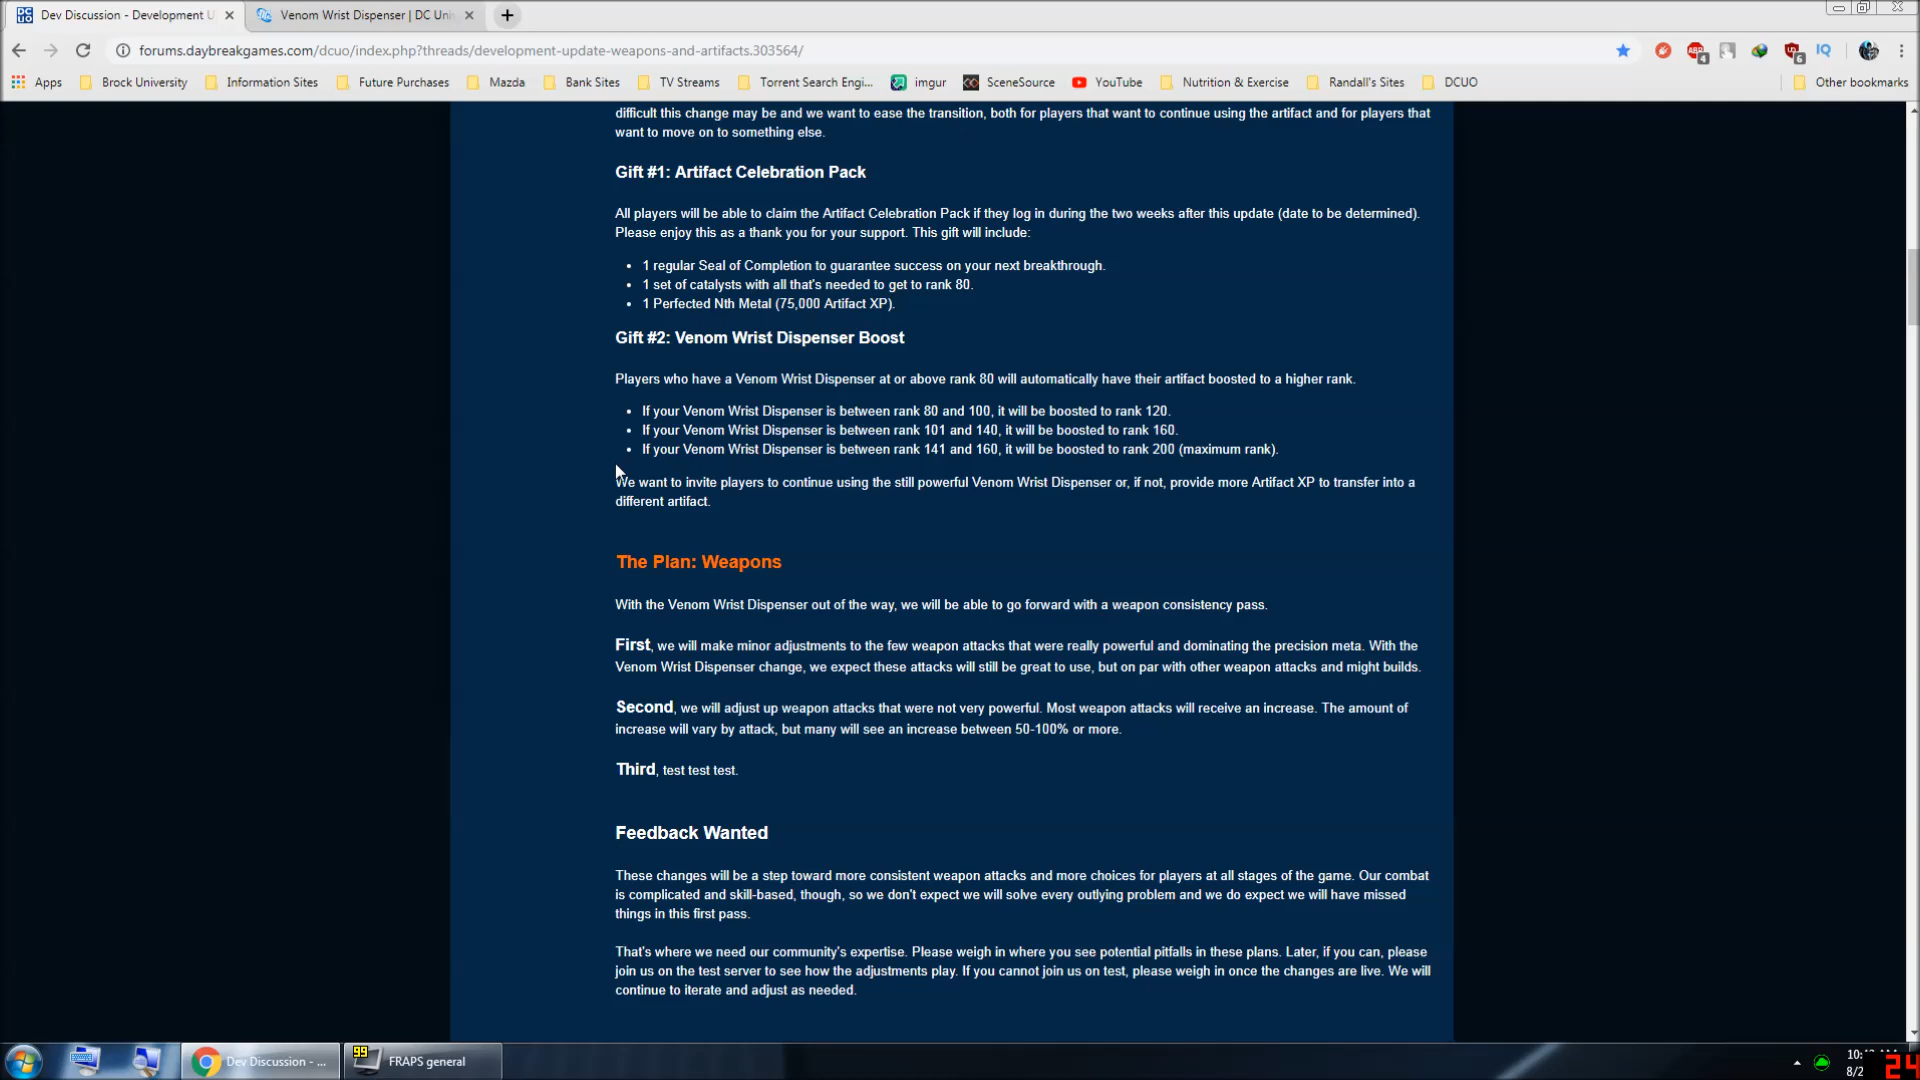 Dev Discussion - Development U
Venom Wrist Dispenser | DC Uni
forums.daybreakgames.com/dcuo/index.php?threads/development-update-weapons-and-artifacts.303564/
4
6
IQ
Apps
Brock University
Information Sites
Future Purchases
Mazda
Bank Sites
TV Streams
Torrent Search Engi...
imgur
SceneSource
YouTube
Nutrition & Exercise
Randall's Sites
DCUO
Other bookmarks
difficult this change may be and we want to ease the transition, both for players that want to continue using the artifact and for players that
want to move on to something else.
Gift #1: Artifact Celebration Pack
All players will be able to claim the Artifact Celebration Pack if they log in during the two weeks after this update (date to be determined).
Please enjoy this as a thank you for your support. This gift will include:
1 regular Seal of Completion to guarantee success on your next breakthrough.
1 set of catalysts with all that's needed to get to rank 80.
1 Perfected Nth Metal (75,000 Artifact XP).
Gift #2: Venom Wrist Dispenser Boost
Players who have a Venom Wrist Dispenser at or above rank 80 will automatically have their artifact boosted to a higher rank.
If your Venom Wrist Dispenser is between rank 80 and 100, it will be boosted to rank 120.
If your Venom Wrist Dispenser is between rank 101 and 140, it will be boosted to rank 160.
If your Venom Wrist Dispenser is between rank 141 and 160, it will be boosted to rank 200 (maximum rank).
We want to invite players to continue using the still powerful Venom Wrist Dispenser or, if not, provide more Artifact XP to transfer into a
different artifact.
The Plan: Weapons
With the Venom Wrist Dispenser out of the way, we will be able to go forward with a weapon consistency pass.
First, we will make minor adjustments to the few weapon attacks that were really powerful and dominating the precision meta. With the
Venom Wrist Dispenser change, we expect these attacks will still be great to use, but on par with other weapon attacks and might builds.
Second, we will adjust up weapon attacks that were not very powerful. Most weapon attacks will receive an increase. The amount of
increase will vary by attack, but many will see an increase between 50-100% or more.
Third, test test test.
Feedback Wanted
These changes will be a step toward more consistent weapon attacks and more choices for players at all stages of the game. Our combat
is complicated and skill-based, though, so we don't expect we will solve every outlying problem and we do expect we will have missed
things in this first pass.
That's where we need our community's expertise. Please weigh in where you see potential pitfalls in these plans. Later, if you can, please
join us on the test server to see how the adjustments play. If you cannot join us on test, please weigh in once the changes are live. We will
continue to iterate and adjust as needed.
Dev Discussion - ...
99
FRAPS general
8/2
24